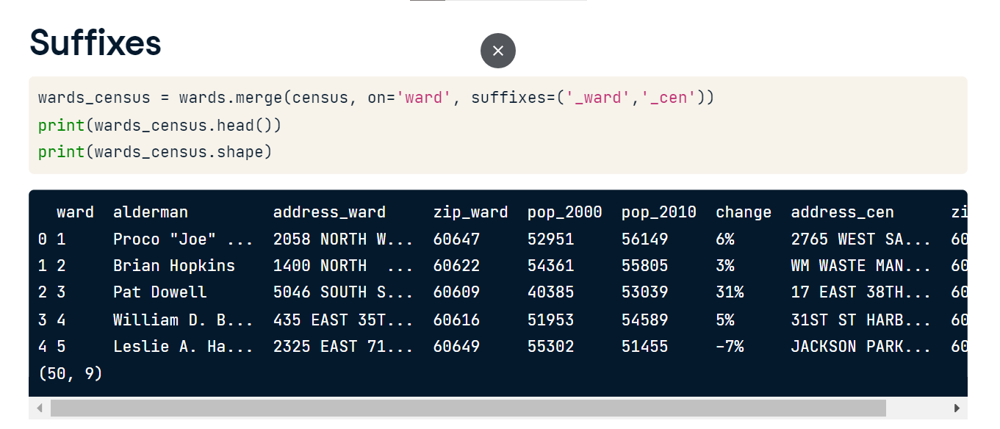 Suffixes
wards_census = wards.merge(census, on='ward', suffixes=('_ward','_cen'))
print(wards_census.head())
print(wards_census.shape)
ward alderman address_ward zip_ward pop_2000 pop_2010 change address_cen zi
0 1 Proco "Joe" ... 2058 NORTH W... 60647 52951 56149 6% 2765 WEST SA... 60
1 2 Brian Hopkins 1400 NORTH ... 60622 54361 55805 3% WM WASTE MAN... 60
2 3 Pat Dowell 5046 SOUTH S... 60609 40385 53039 31% 17 EAST 38TH... 60
3 4 William D. B... 435 EAST 35T... 60616 51953 54589 5% 31ST ST HARB... 60
4 5 Leslie A. Ha... 2325 EAST 71... 60649 55302 51455 -7% JACKSON PARK... 60
(50, 9)